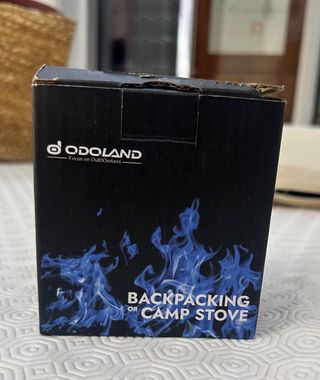 ODOLAND
Focus on OutDOorland
BACKPACKING
OR CAMP STOVE